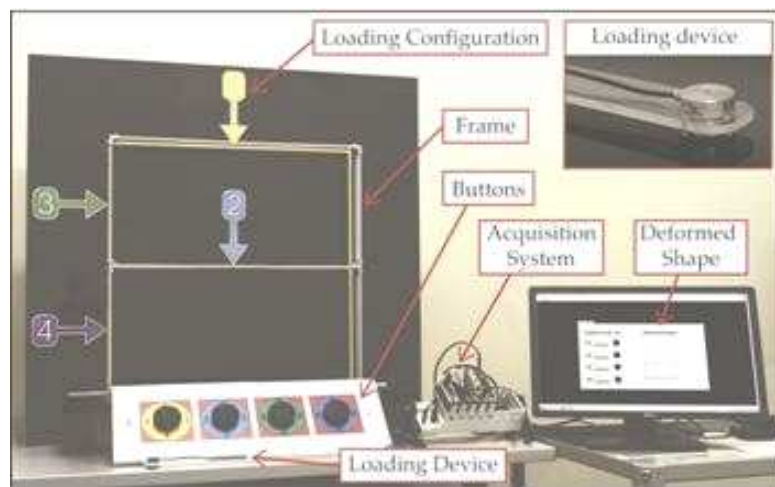 Loading Configuration
Loading device
Frame
3
2
Buttons
Acquisition
System
Deformed
Shape
4
Loading Device